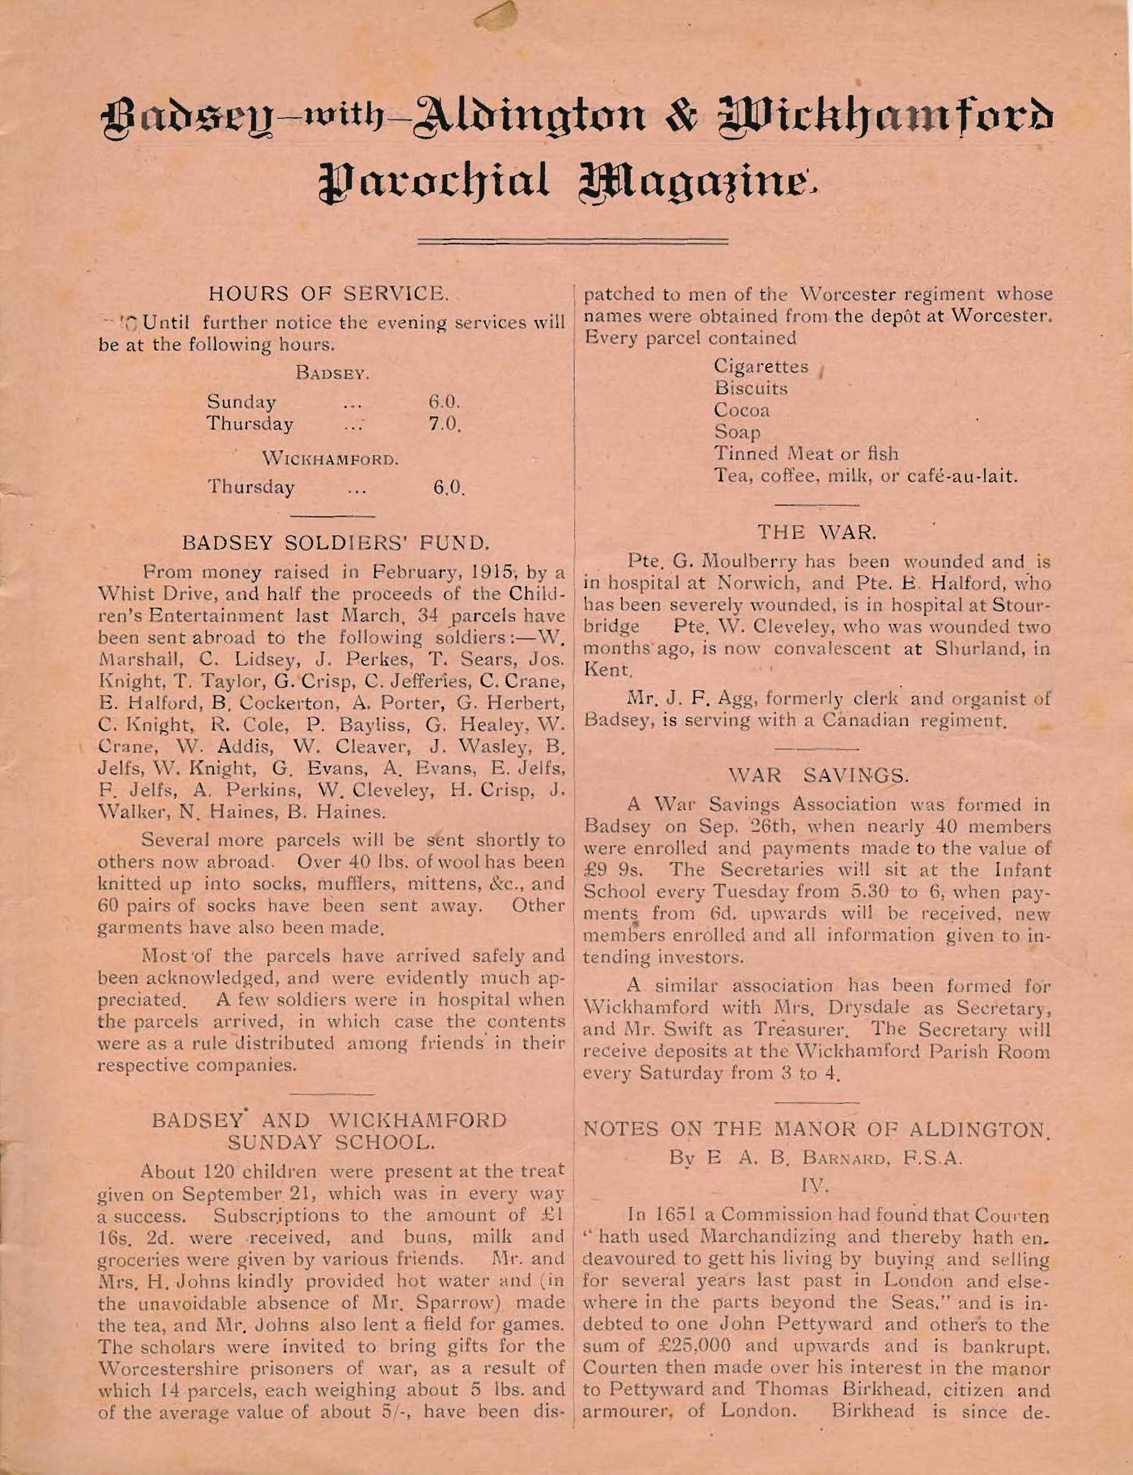 Badsey-with-Aldington & Wickhamford
Parochial Magazine.
HOURS OF SERVICE.
Until further notice the evening services will
be at the following hours.
BADSEY.
Sunday ... 6.0.
Thursday ... 7.0.
WICKHAMFORD.
Thursday ... 6.0.
BADSEY SOLDIERS' FUND.
From money raised in February, 1915, by a
Whist Drive, and half the proceeds of the Child-
ren's Entertainment last March, 34 parcels have
been sent abroad to the following soldiers:—W.
Marshall, C. Lidsey, J. Perkes, T. Sears, Jos.
Knight, T. Taylor, G. Crisp, C. Jefferies, C. Crane,
E. Halford, B. Cockerton, A. Porter, G. Herbert,
C. Knight, R. Cole, P. Bayliss, G. Healey, W.
Crane, W. Addis, W. Cleaver, J. Wasley, B.
Jelfs, W. Knight, G. Evans, A. Evans, E. Jelfs,
F. Jelfs, A. Perkins, W. Cleveley, H. Crisp, J.
Walker, N. Haines, B. Haines.
Several more parcels will be sent shortly to
others now abroad. Over 40 lbs. of wool has been
knitted up into socks, mufflers, mittens, &c., and
60 pairs of socks have been sent away. Other
garments have also been made.
Most of the parcels have arrived safely and
been acknowledged, and were evidently much ap-
preciated. A few soldiers were in hospital when
the parcels arrived, in which case the contents
were as a rule distributed among friends in their
respective companies.
BADSEY AND WICKHAMFORD
SUNDAY SCHOOL.
About 120 children were present at the treat
given on September 21, which was in every way
a success. Subscriptions to the amount of £1
16s. 2d. were received, and buns, milk and
groceries were given by various friends. Mr. and
Mrs. H. Johns kindly provided hot water and (in
the unavoidable absence of Mr. Sparrow) made
the tea, and Mr. Johns also lent a field for games.
The scholars were invited to bring gifts for the
Worcestershire prisoners of war, as a result of
which 14 parcels, each weighing about 5 lbs. and
of the average value of about 5/-, have been dis-
patched to men of the Worcester regiment whose
names were obtained from the depôt at Worcester.
Every parcel contained
Cigarettes
Biscuits
Cocoa
Soap
Tinned Meat or fish
Tea, coffee, milk, or café-au-lait.
THE WAR.
Pte. G. Moulberry has been wounded and is
in hospital at Norwich, and Pte. E. Halford, who
has been severely wounded, is in hospital at Stour-
bridge Pte. W. Cleveley, who was wounded two
months ago, is now convalescent at Shurland, in
Kent.
Mr. J. F. Agg, formerly clerk and organist of
Badsey, is serving with a Canadian regiment.
WAR SAVINGS.
A War Savings Association was formed in
Badsey on Sep. 26th, when nearly 40 members
were enrolled and payments made to the value of
£9 9s. The Secretaries will sit at the Infant
School every Tuesday from 5.30 to 6, when pay-
ments from 6d. upwards will be received, new
members enrolled and all information given to in-
tending investors.
A similar association has been formed for
Wickhamford with Mrs. Drysdale as Secretary,
and Mr. Swift as Treasurer. The Secretary will
receive deposits at the Wickhamford Parish Room
every Saturday from 3 to 4.
NOTES ON THE MANOR OF ALDINGTON.
By E A. B. BARNARD, F.S.A.
IV.
In 1651 a Commission had found that Courten
"hath used Marchandizing and thereby hath en-
deavoured to gett his living by buying and selling
for several years last past in London and else-
where in the parts beyond the Seas," and is in-
debted to one John Pettyward and others to the
sum of £25,000 and upwards and is bankrupt.
Courten then made over his interest in the manor
to Pettyward and Thomas Birkhead, citizen and
armourer, of London. Birkhead is since de-